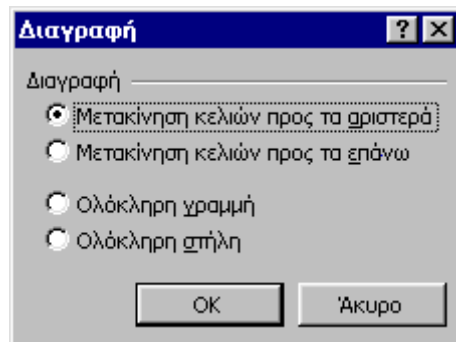 Διαγραφή
Διαγραφή
Μετακίνηση κελιών προς τα αριστερά
Μετακίνηση κελιών προς τα επάνω
Ολόκληρη γραμμή
Ολόκληρη στήλη
OK
Άκυρο